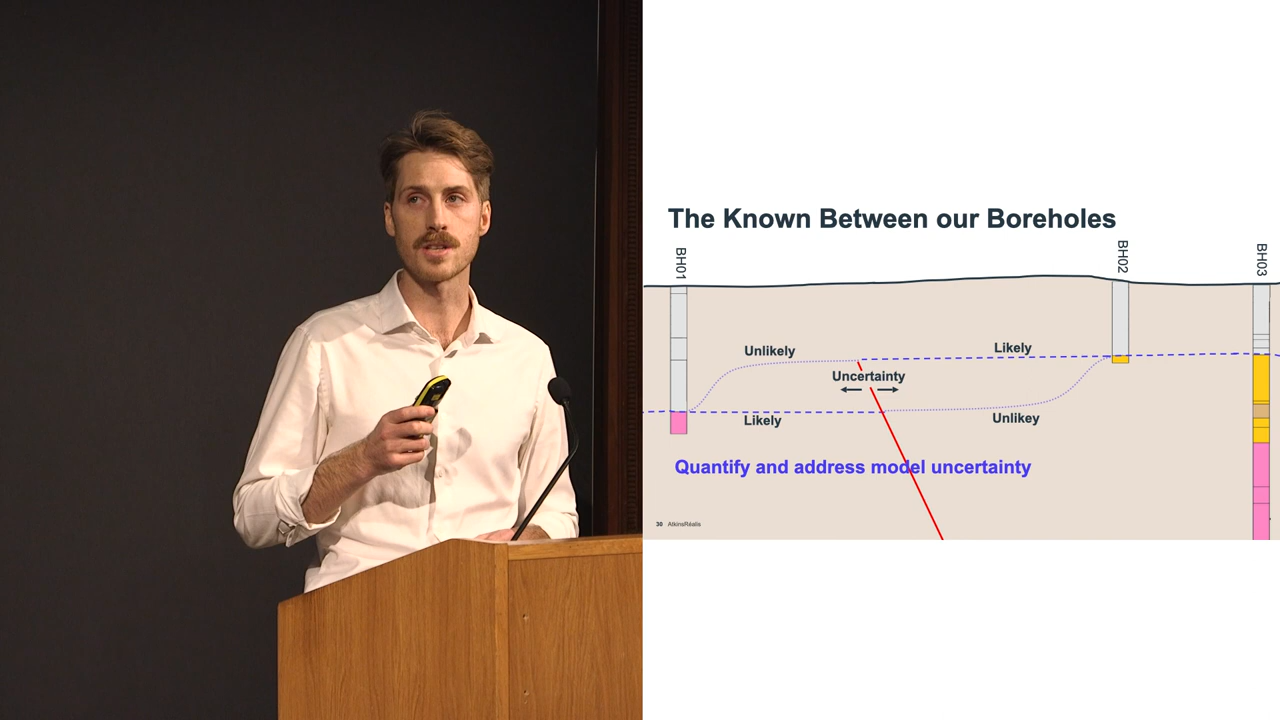 The Known Between our Boreholes
BH01
BH02
BH03
Unlikely
Likely
Uncertainty
Likely
Unlikey
Quantify and address model uncertainty
30 AtkinsRéalis